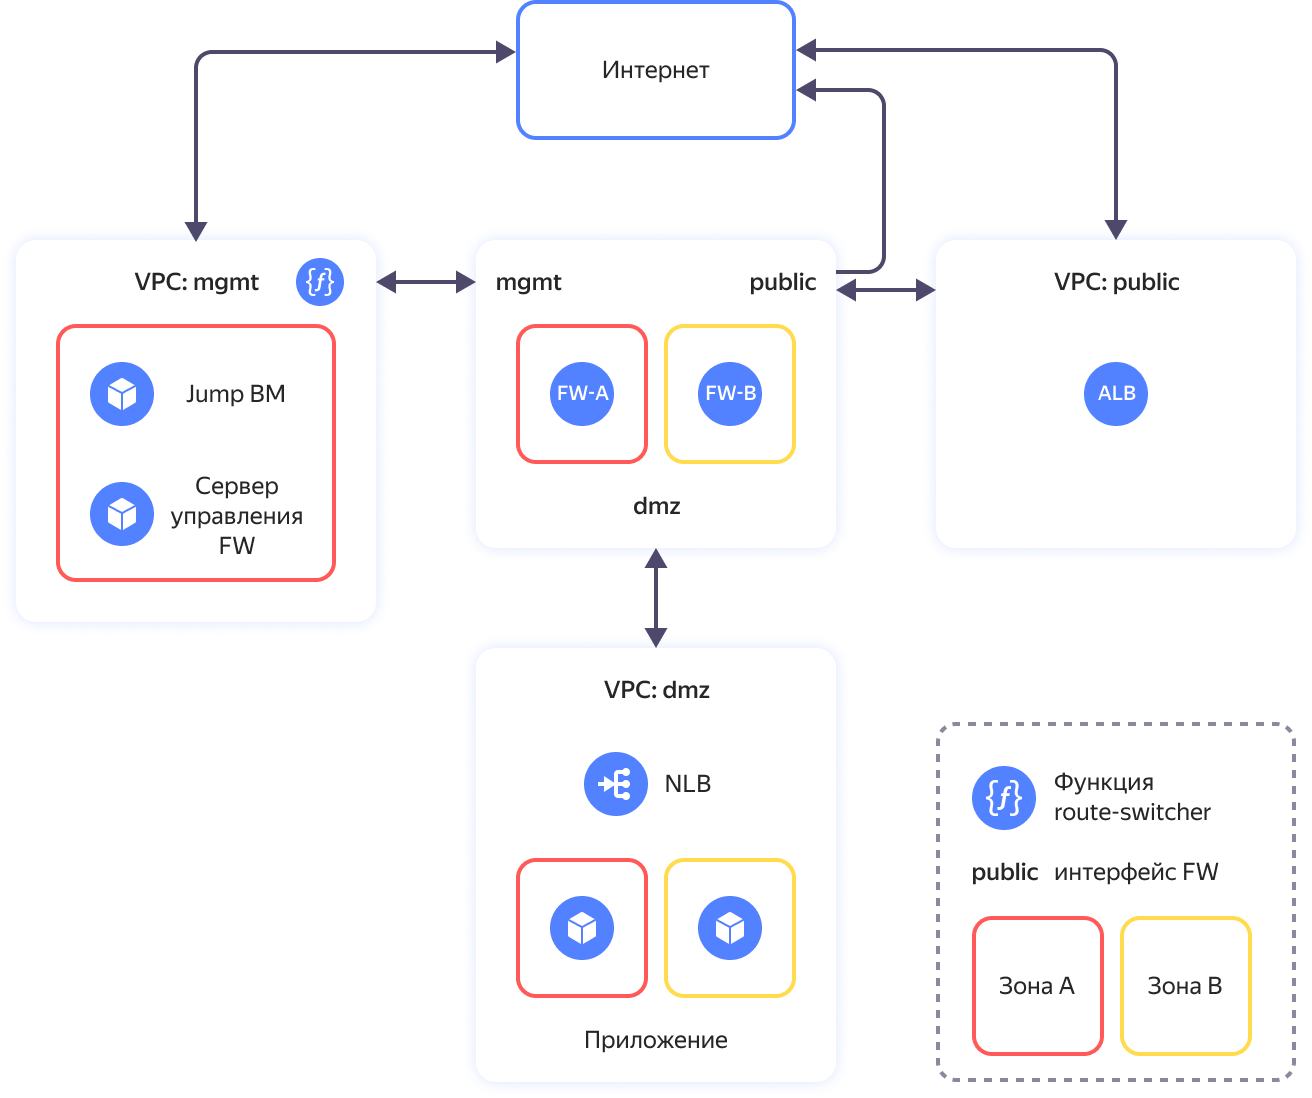 Интернет
VPC: mgmt
{ƒ}
Jump ВМ
Сервер
управления
FW
mgmt
public
FW-A
FW-B
dmz
VPC: public
ALB
VPC: dmz
NLB
Приложение
{ƒ}
Функция
route-switcher
public интерфейс FW
Зона A
Зона B